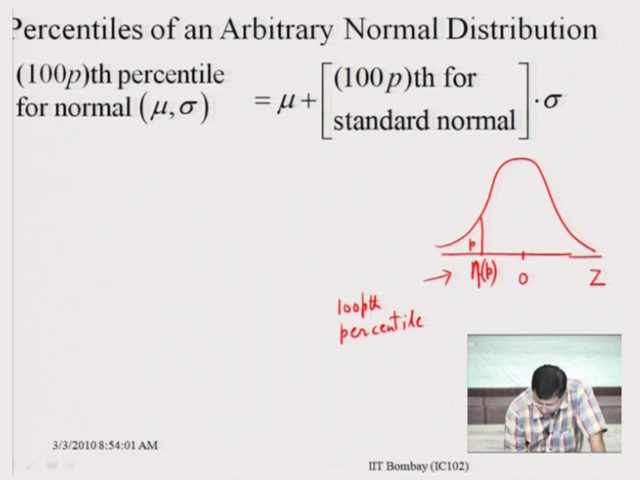 Percentiles of an Arbitrary Normal Distribution
(100p)th percentile
for normal (μ,σ)
= μ + [(100p)th for
standard normal] · σ
p
η(p) 0 Z
100pth
percentile
3/3/2010 8:54:01 AM
IIT Bombay (IC102)